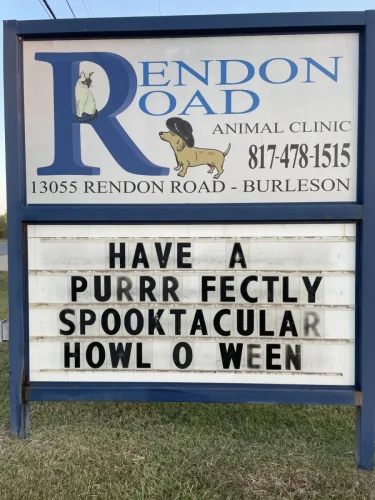 RENDON
ROAD
ANIMAL CLINIC
817-478-1515
13055 RENDON ROAD - BURLESON
HAVE A
PURRR FECTLY
SPOOKTACULAR
HOWL O WEEN